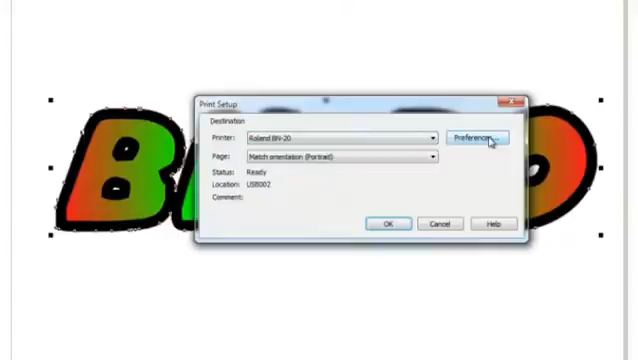 Print Setup
Destination
Printer: Roland BN-20 Preferences...
Page: Match orientation (Portrait)
Status: Ready
Location: USB002
Comment:
OK Cancel Help